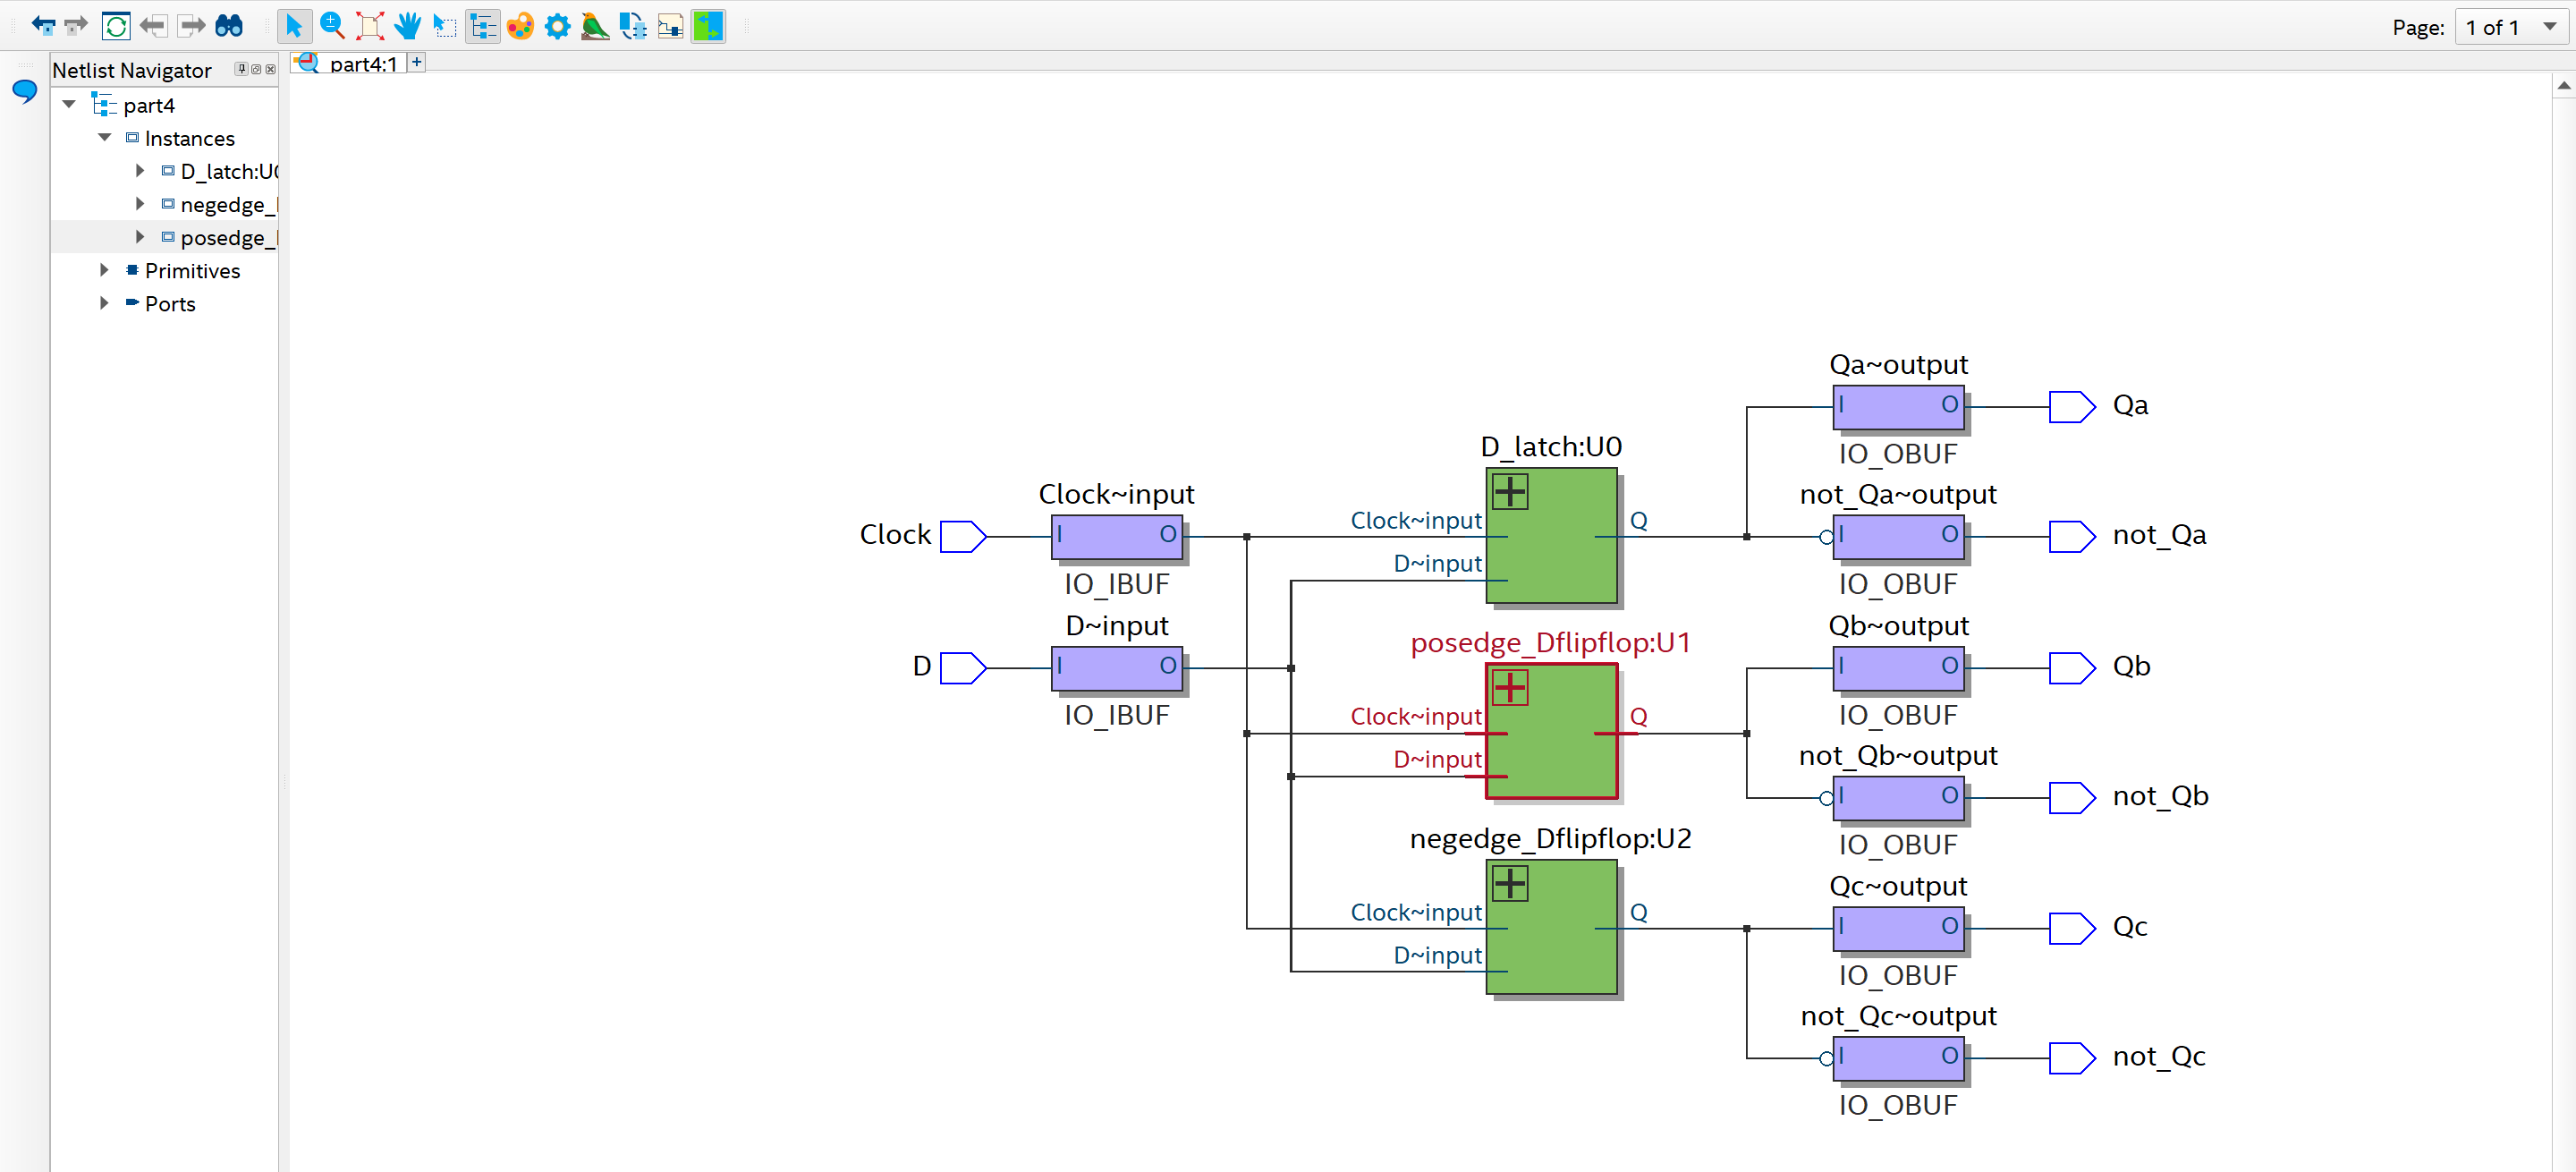 Page: 1 of 1
Netlist Navigator
part4:1
+
part4
Instances
D_latch:U0
negedge_
posedge_
Primitives
Ports
Qa~output
I O
Qa
IO_OBUF
D_latch:U0
Clock~input
not_Qa~output
Clock
I O
Clock~input
Q
I O
not_Qa
IO_IBUF
D~input
IO_OBUF
D~input
posedge_Dflipflop:U1
Qb~output
D
I O
I O
Qb
IO_IBUF
Clock~input
Q
IO_OBUF
D~input
not_Qb~output
I O
not_Qb
negedge_Dflipflop:U2
IO_OBUF
Qc~output
Clock~input
Q
I O
Qc
D~input
IO_OBUF
not_Qc~output
I O
not_Qc
IO_OBUF